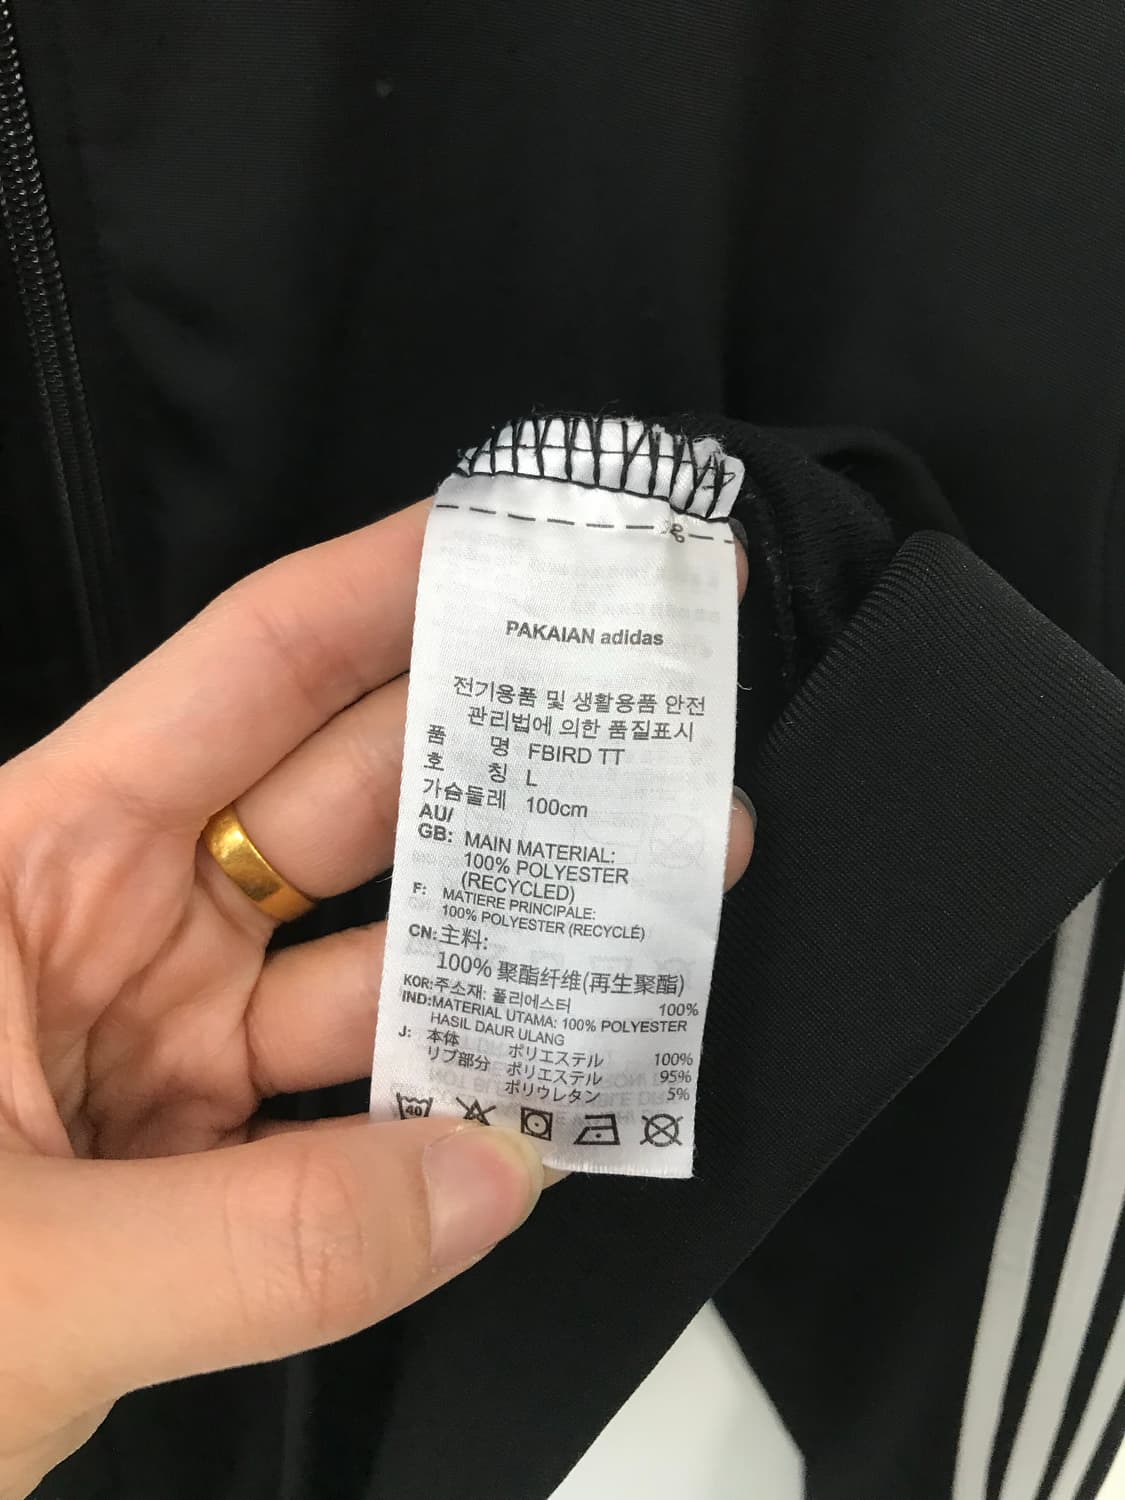 PAKAIAN adidas
전기용품 및 생활용품 안전
관리법에 의한 품질표시
품 명 FBIRD TT
호 칭 L
가슴둘레 100cm
AU/
GB: MAIN MATERIAL:
100% POLYESTER
(RECYCLED)
F: MATIERE PRINCIPALE:
100% POLYESTER (RECYCLÉ)
CN:主料:
100% 聚酯纤维(再生聚酯)
KOR:주소재: 폴리에스터 100%
IND:MATERIAL UTAMA: 100% POLYESTER
HASIL DAUR ULANG
J: 本体 ポリエステル 100%
リブ部分 ポリエステル 95%
ポリウレタン 5%
40